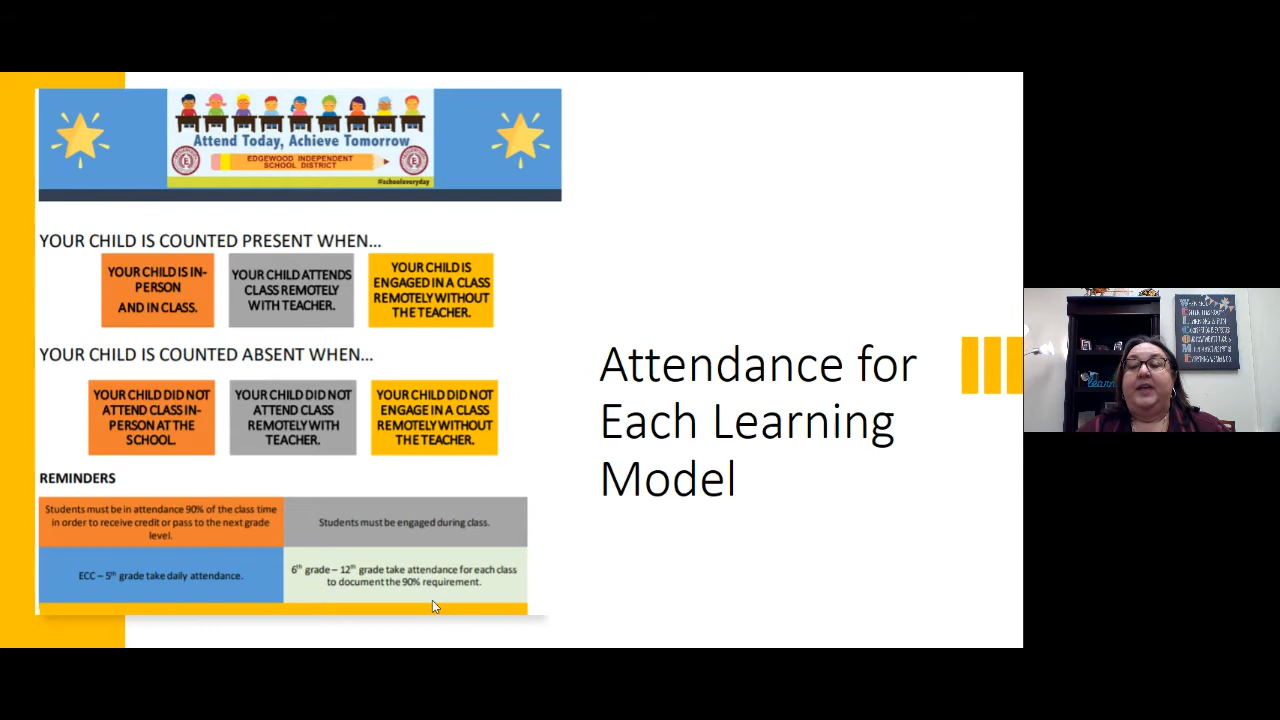 Attend Today, Achieve Tomorrow
EDGEWOOD INDEPENDENT
SCHOOL DISTRICT
#schooleveryday
YOUR CHILD IS COUNTED PRESENT WHEN...
YOUR CHILD IS IN-
PERSON
AND IN CLASS.
YOUR CHILD ATTENDS
CLASS REMOTELY
WITH TEACHER.
YOUR CHILD IS
ENGAGED IN A CLASS
REMOTELY WITHOUT
THE TEACHER.
YOUR CHILD IS COUNTED ABSENT WHEN...
YOUR CHILD DID NOT
ATTEND CLASS IN-
PERSON AT THE
SCHOOL.
YOUR CHILD DID NOT
ATTEND CLASS
REMOTELY WITH
TEACHER.
YOUR CHILD DID NOT
ENGAGE IN A CLASS
REMOTELY WITHOUT
THE TEACHER.
REMINDERS
Students must be in attendance 90% of the class time
in order to receive credit or pass to the next grade
level.
Students must be engaged during class.
ECC – 5th grade take daily attendance.
6th grade – 12th grade take attendance for each class
to document the 90% requirement.
Attendance for
Each Learning
Model
learn